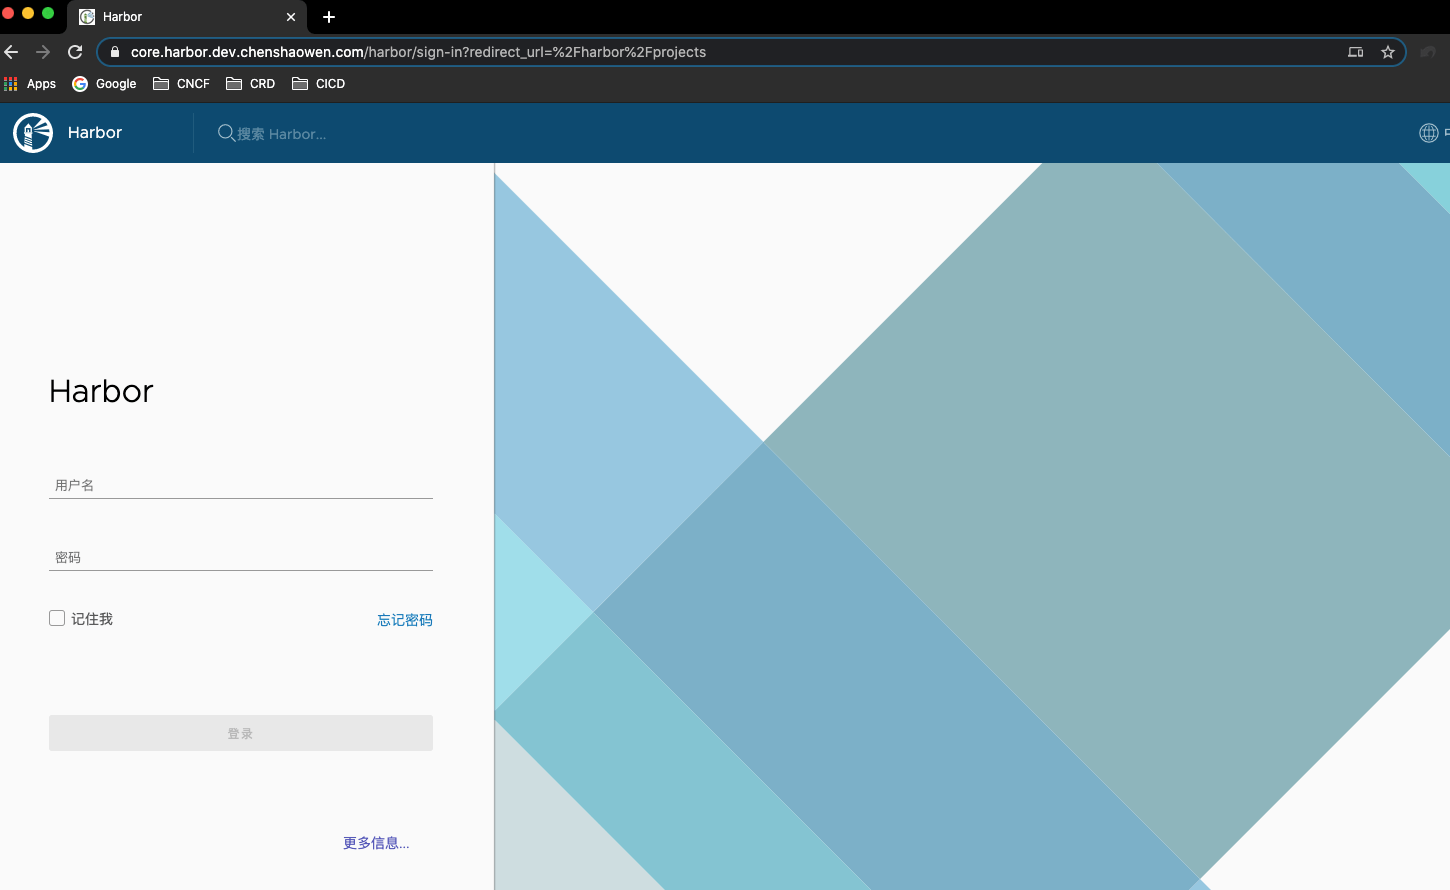 Harbor
core.harbor.dev.chenshaowen.com/harbor/sign-in?redirect_url=%2Fharbor%2Fprojects
Apps Google CNCF CRD CICD
Harbor 搜索 Harbor...
Harbor
用户名
密码
记住我 忘记密码
登录
更多信息...